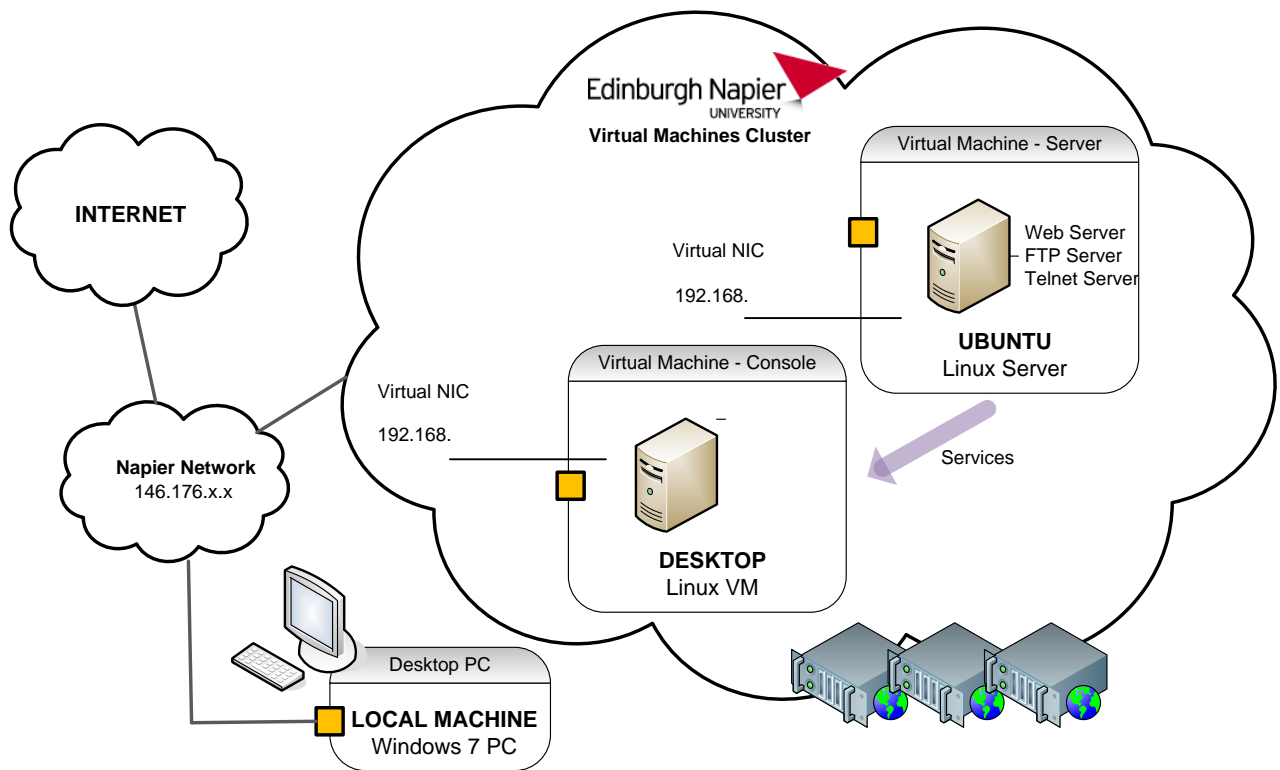 Edinburgh Napier
UNIVERSITY
Virtual Machines Cluster
Virtual Machine - Server
INTERNET
Web Server
FTP Server
Telnet Server
Virtual NIC
192.168.
UBUNTU
Linux Server
Virtual Machine - Console
Virtual NIC
192.168.
Services
Napier Network
146.176.x.x
DESKTOP
Linux VM
Desktop PC
LOCAL MACHINE
Windows 7 PC